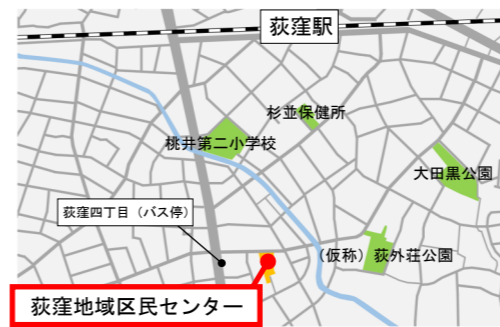 荻窪駅
杉並保健所
桃井第二小学校
大田黒公園
荻窪四丁目（バス停）
（仮称）荻外荘公園
荻窪地域区民センター